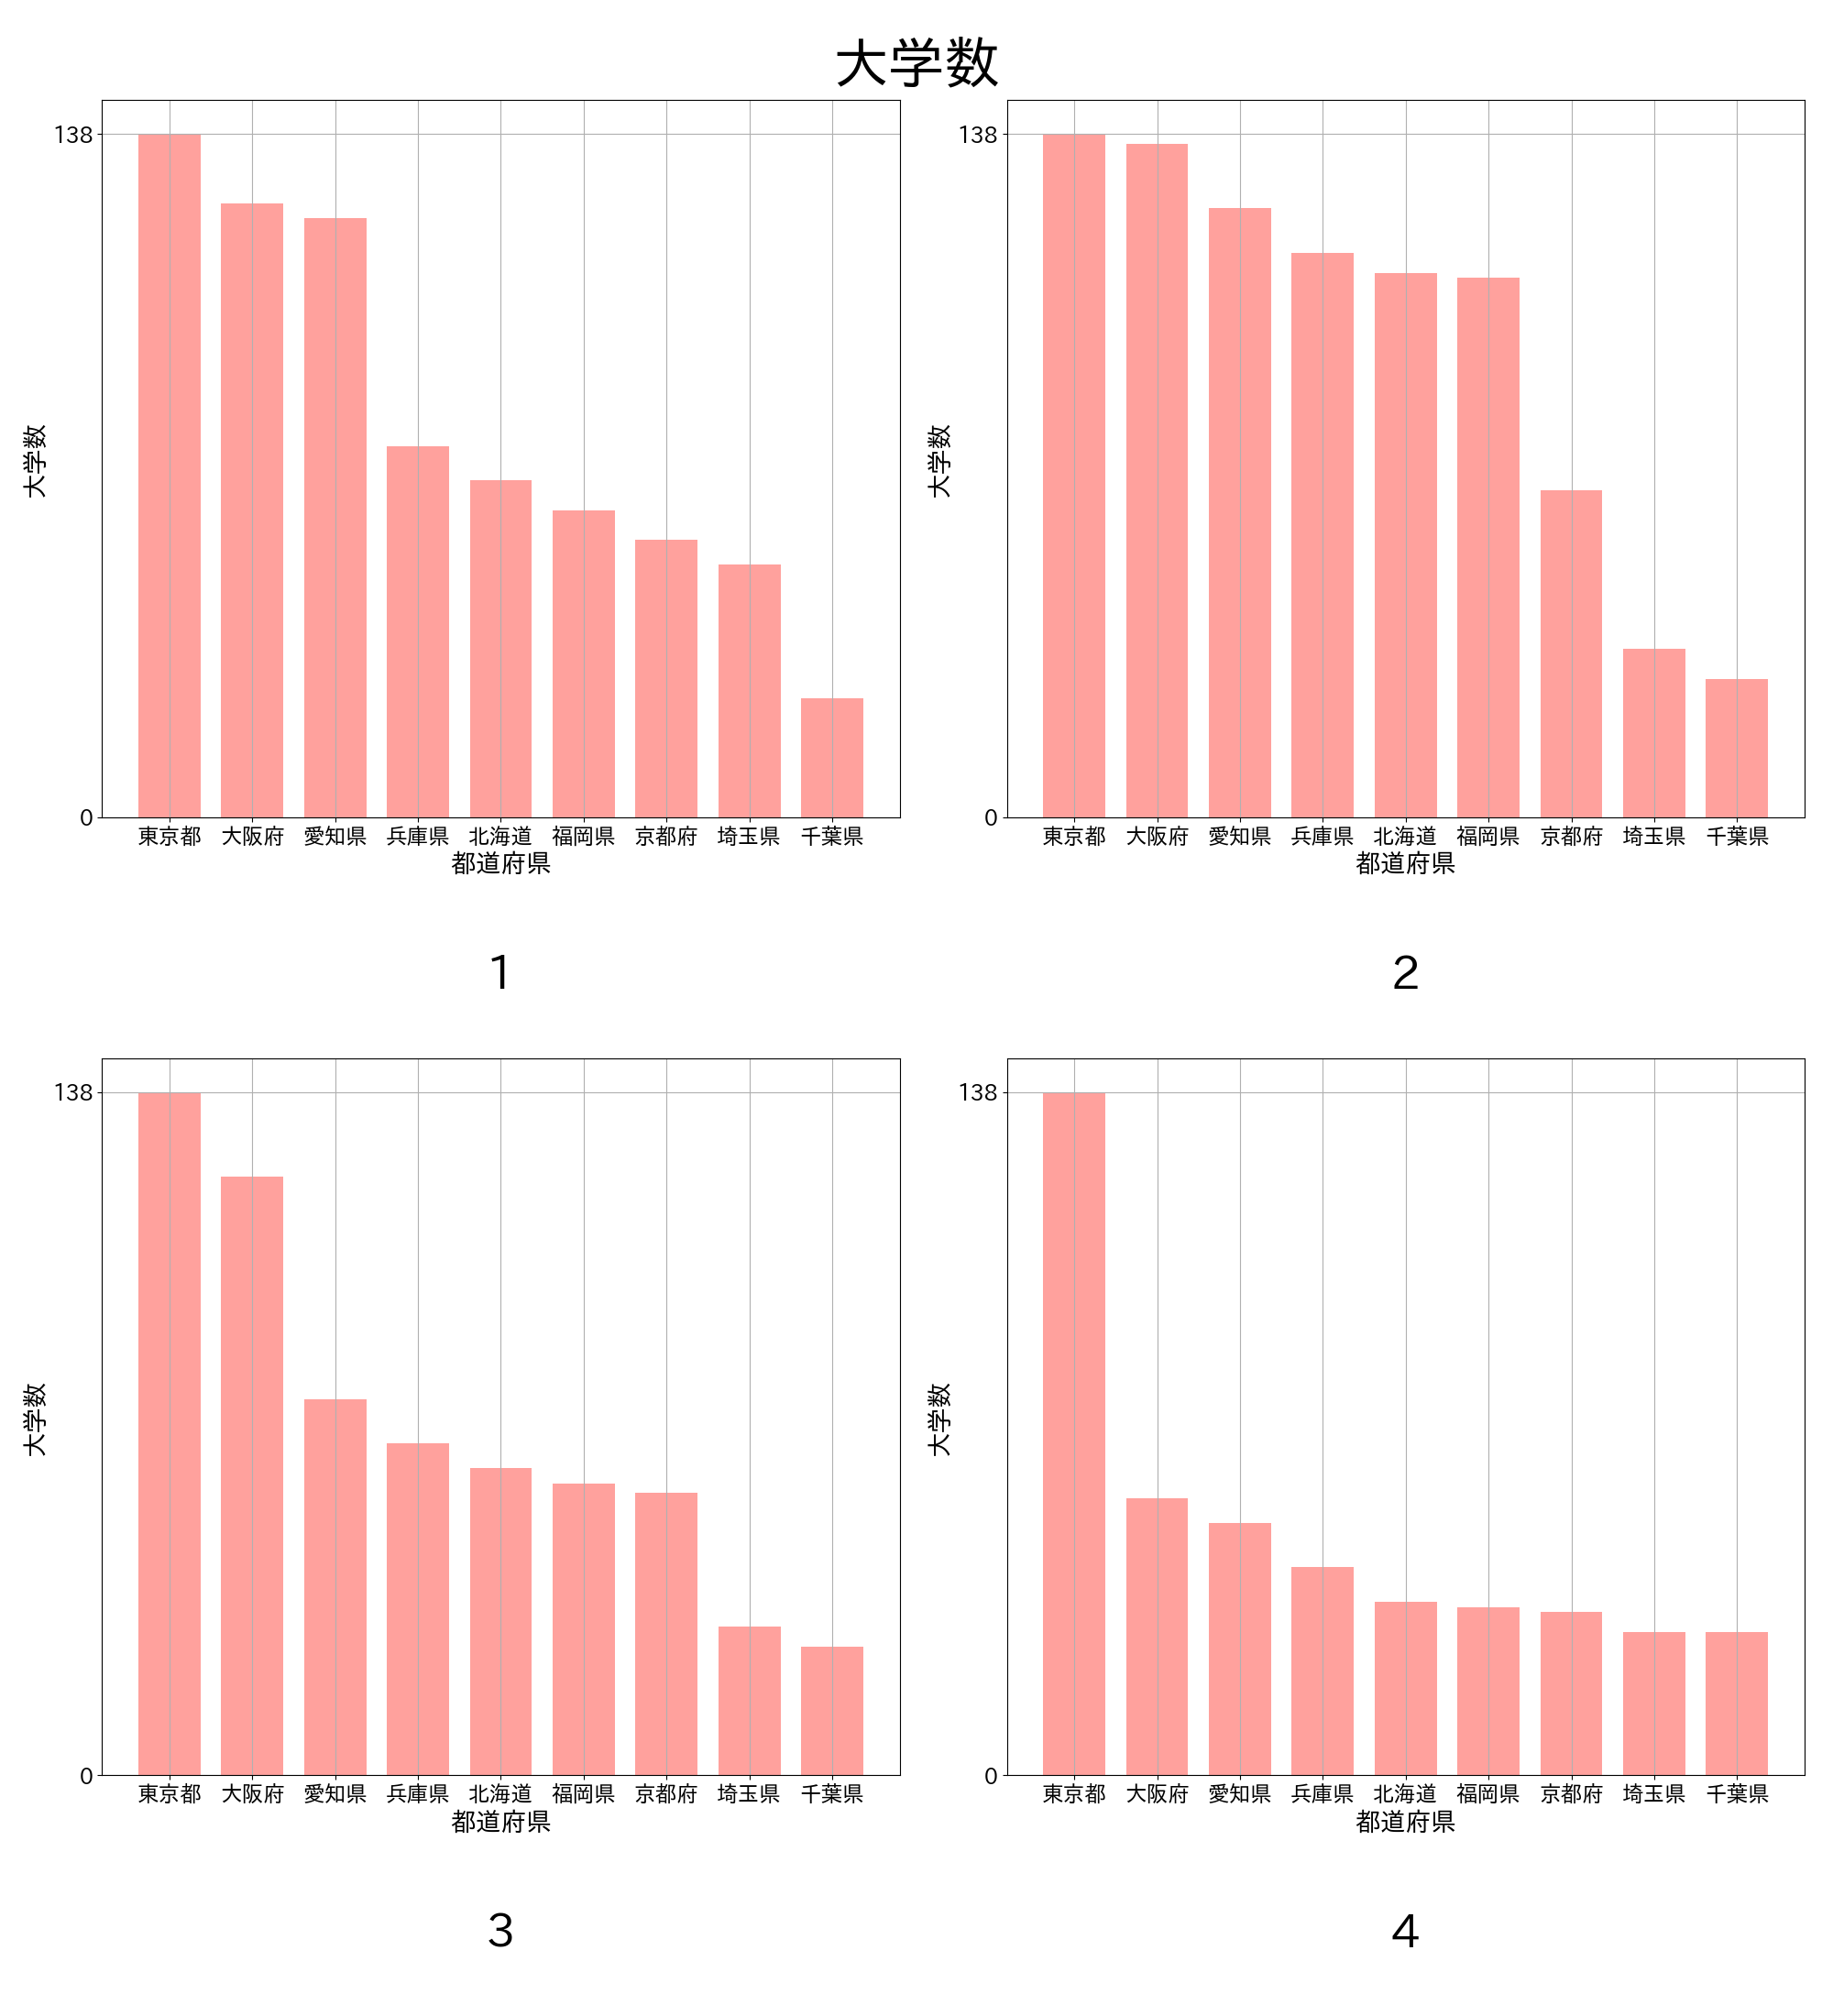 大学数
138
大学数
0
東京都 大阪府 愛知県 兵庫県 北海道 福岡県 京都府 埼玉県 千葉県
都道府県
1
138
大学数
0
東京都 大阪府 愛知県 兵庫県 北海道 福岡県 京都府 埼玉県 千葉県
都道府県
2
138
大学数
0
東京都 大阪府 愛知県 兵庫県 北海道 福岡県 京都府 埼玉県 千葉県
都道府県
3
138
大学数
0
東京都 大阪府 愛知県 兵庫県 北海道 福岡県 京都府 埼玉県 千葉県
都道府県
4